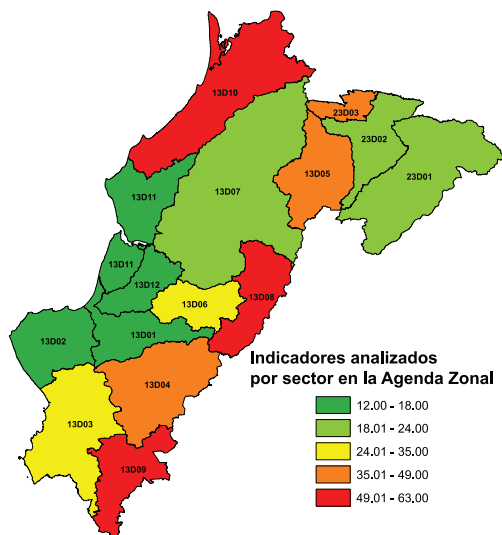 13D10
23D03
23D02
13D05
23D01
13D07
13D11
13D11
13D12
13D08
13D06
13D01
13D02
13D04
13D03
13D09
Indicadores analizados
por sector en la Agenda Zonal
12.00 - 18.00
18.01 - 24.00
24.01 - 35.00
35.01 - 49.00
49.01 - 63.00